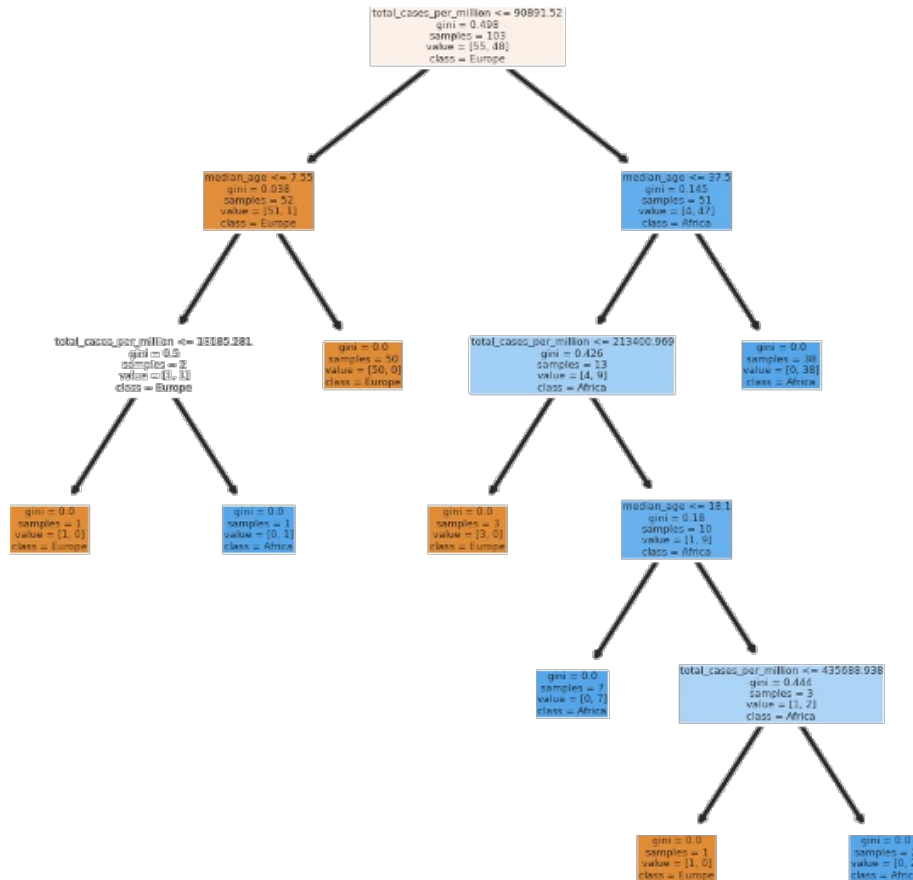 total_cases_per_million <= 90891.52
gini = 0.498
samples = 103
value = [55, 48]
class = Europe
median_age <= 7.55
gini = 0.038
samples = 52
value = [51, 1]
class = Europe
median_age <= 37.5
gini = 0.145
samples = 51
value = [4, 47]
class = Africa
total_cases_per_million <=
gini = 0.5
samples = 2
value = [1, 1]
class = Europe
gini = 0.0
samples = 50
value = [50, 0]
class = Europe
total_cases_per_million <= 213400.969
gini = 0.426
samples = 13
value = [4, 9]
class = Africa
gini = 0.0
samples = 38
value = [0, 38]
class = Africa
gini = 0.0
samples = 1
value = [1, 0]
class = Europe
gini = 0.0
samples = 1
value = [0, 1]
class = Africa
gini = 0.0
samples = 3
value = [3, 0]
class = Europe
median_age <= 18.1
gini = 0.18
samples = 10
value = [1, 9]
class = Africa
gini = 0.0
samples = 7
value = [0, 7]
class = Africa
total_cases_per_million <= 435688.938
gini = 0.444
samples = 3
value = [1, 2]
class = Africa
gini = 0.0
samples = 1
value = [1, 0]
class = Europe
gini = 0.0
samples =
value = [0,
class =